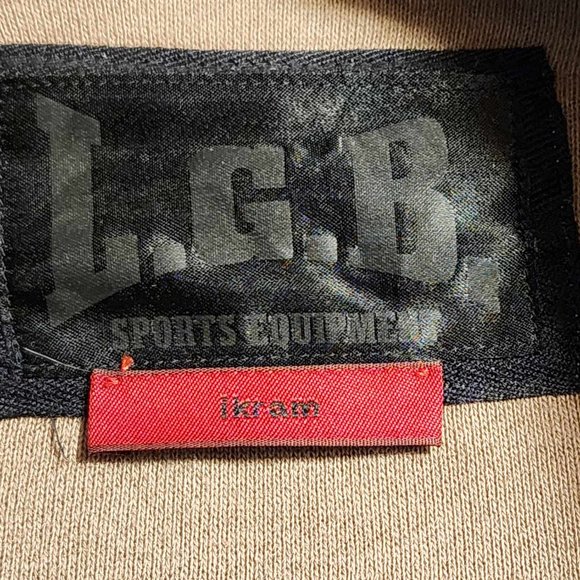 L.G.B.
SPORTS EQUIPMENT
Ikram